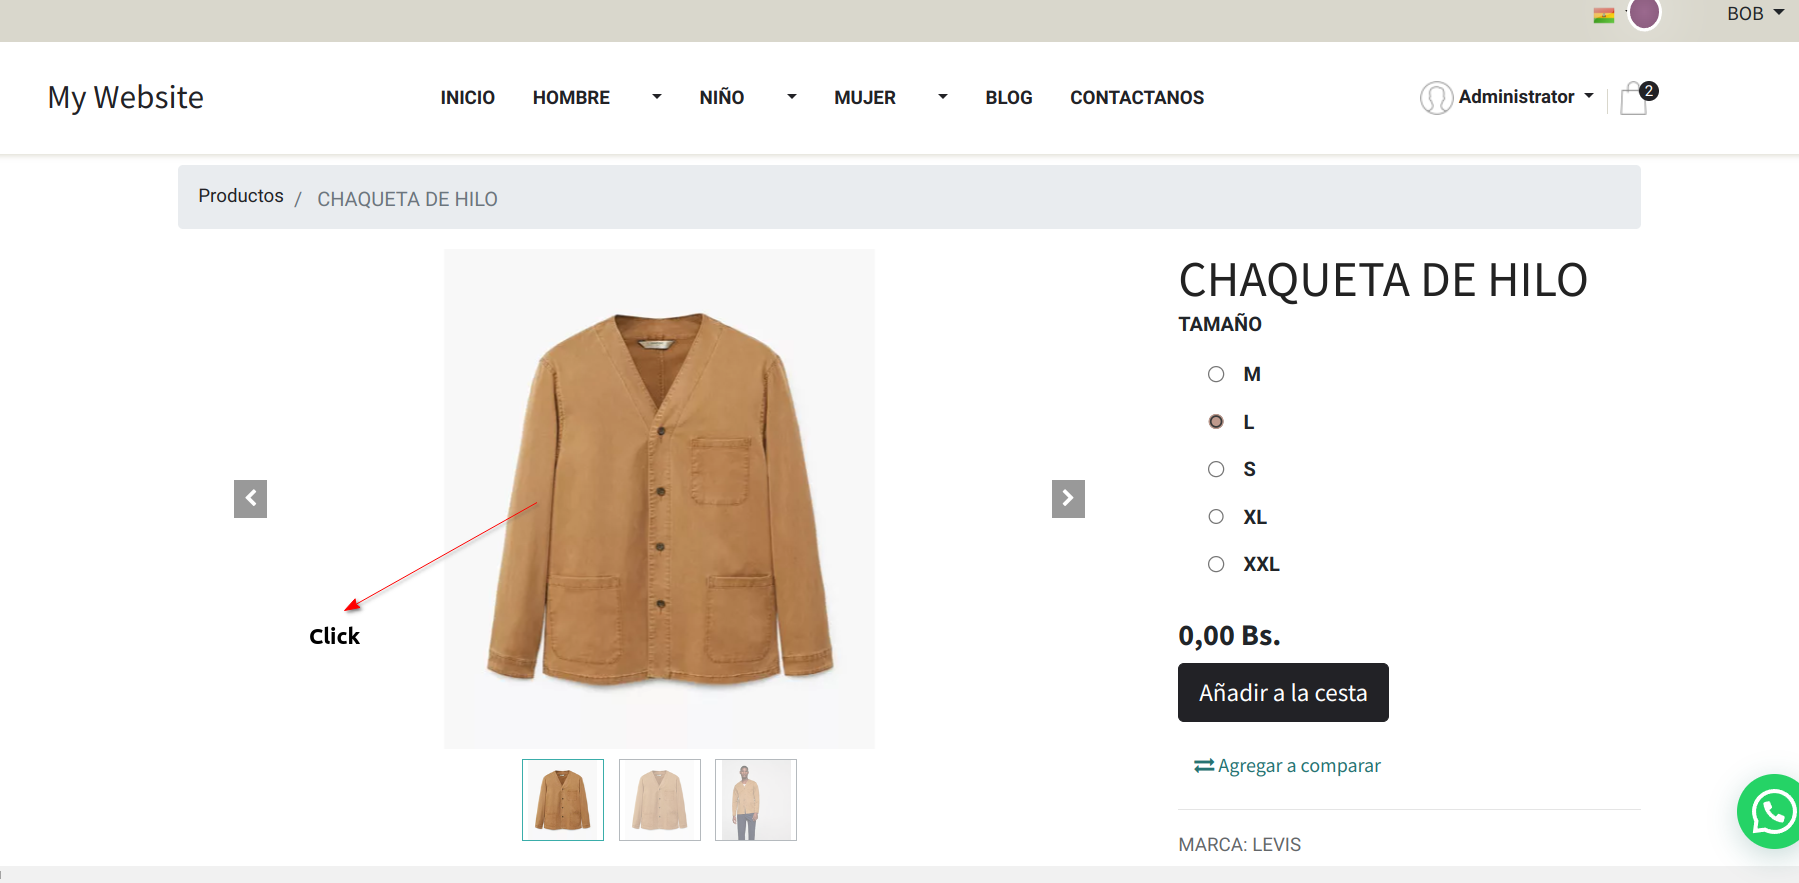 BOB
My Website
INICIO HOMBRE NIÑO MUJER BLOG CONTACTANOS
Administrator
2
Productos / CHAQUETA DE HILO
CHAQUETA DE HILO
TAMAÑO
M
L
S
XL
XXL
Click
0,00 Bs.
Añadir a la cesta
Agregar a comparar
MARCA: LEVIS